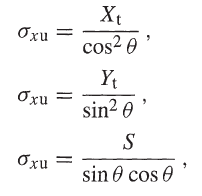 σxu = Xt / cos² θ ,
σxu = Yt / sin² θ ,
σxu = S / sin θ cos θ ,